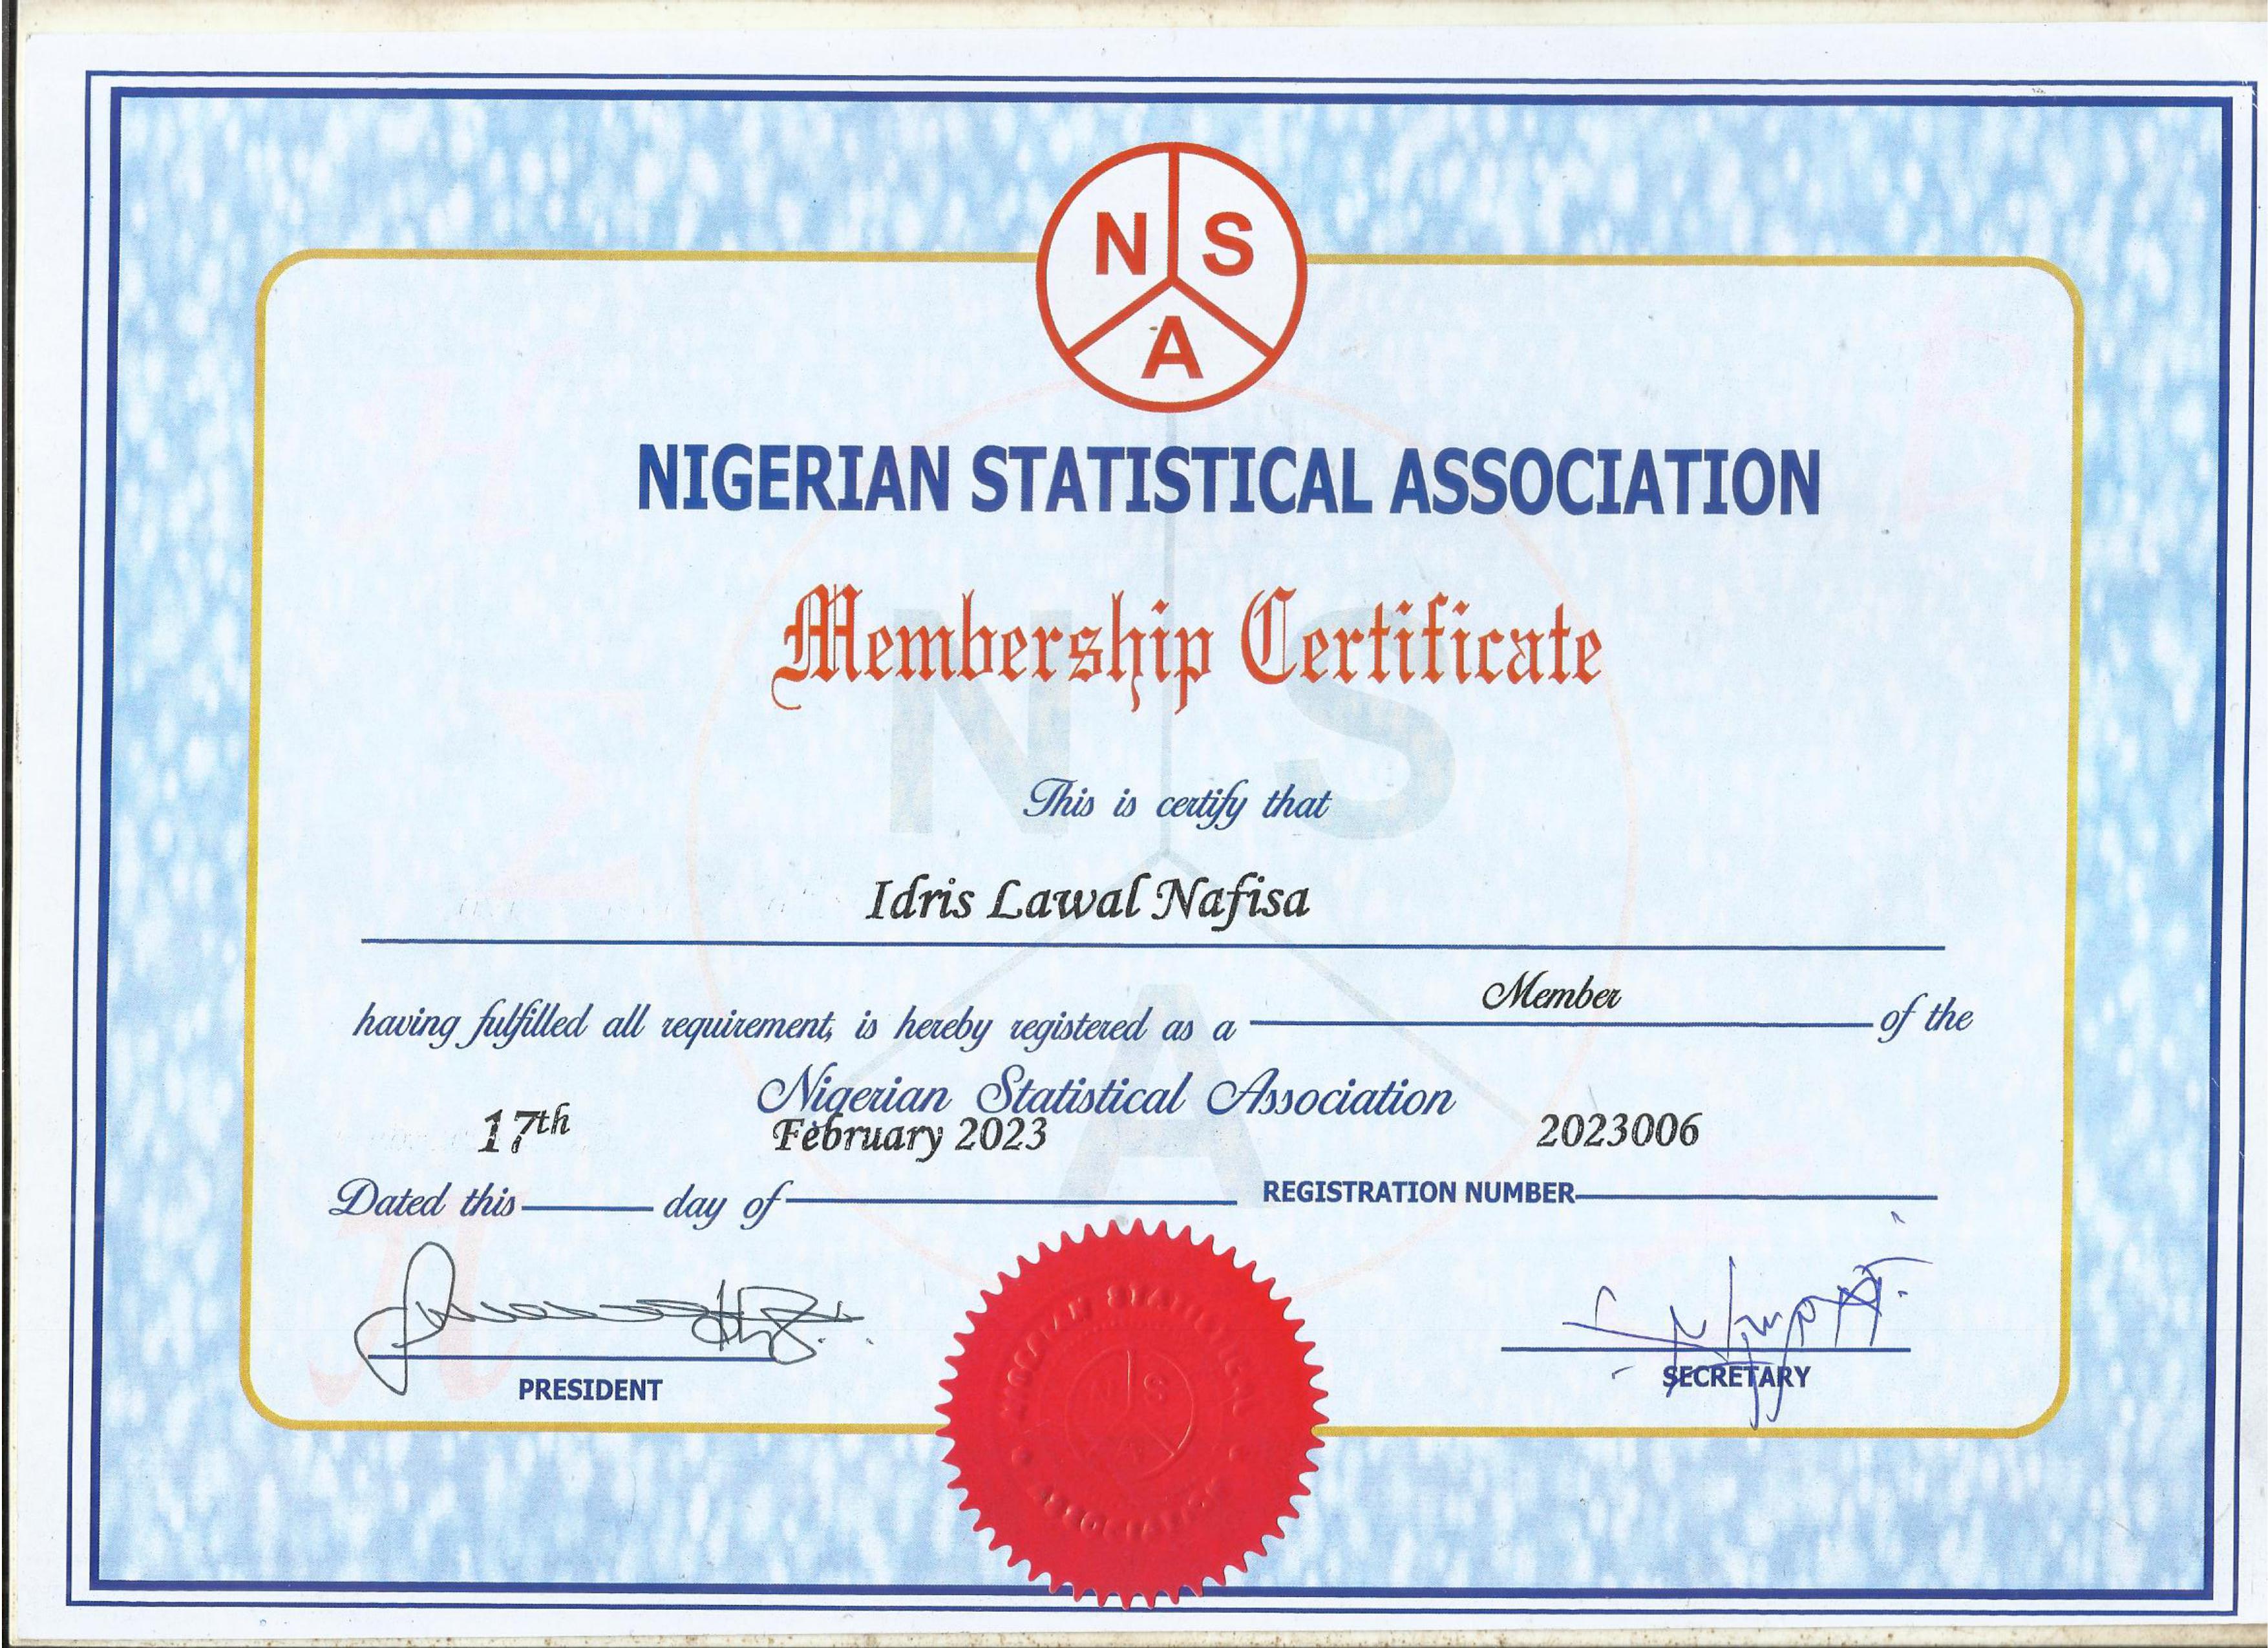 N S
A
NIGERIAN STATISTICAL ASSOCIATION
Membership Certificate
This is certify that
Idris Lawal Nafisa
having fulfilled all requirement, is hereby registered as a Member of the
Nigerian Statistical Association
17th February 2023 2023006
Dated this day of REGISTRATION NUMBER
PRESIDENT
SECRETARY
NIGERIAN STATISTICAL
ASSOCIATION